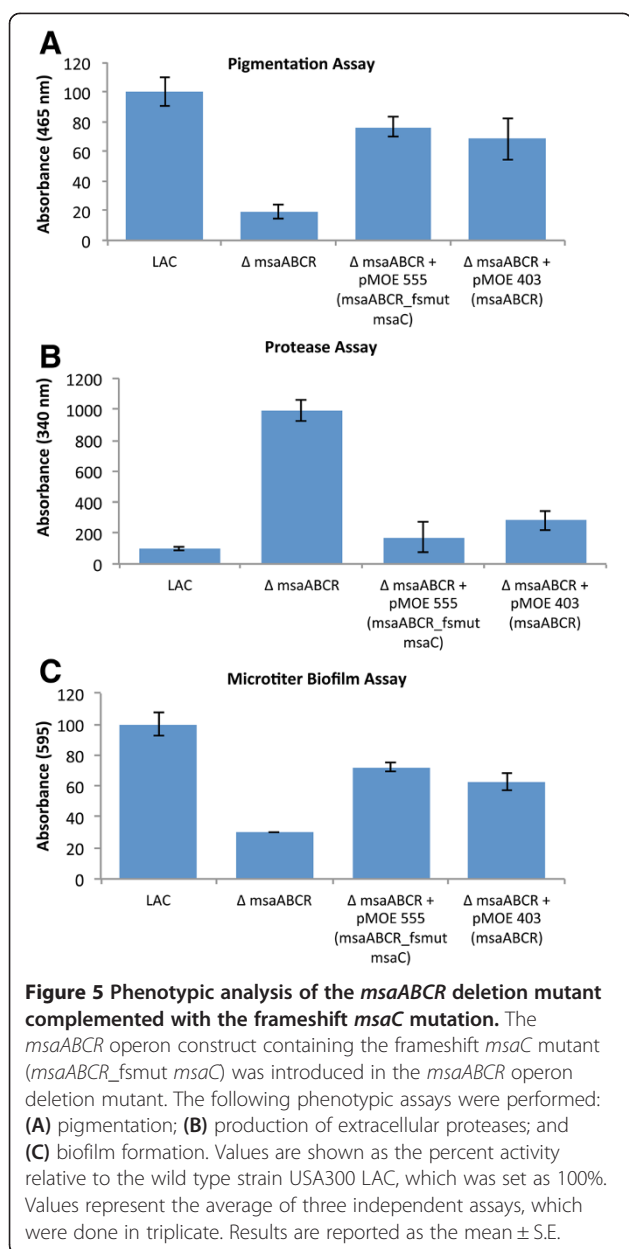 A
Pigmentation Assay
Absorbance (465 nm)
120
100
80
60
40
20
0
LAC
Δ msaABCR
Δ msaABCR +
pMOE 555
(msaABCR_fsmut
msaC)
Δ msaABCR +
pMOE 403
(msaABCR)
B
Protease Assay
Absorbance (340 nm)
1200
1000
800
600
400
200
0
LAC
Δ msaABCR
Δ msaABCR +
pMOE 555
(msaABCR_fsmut
msaC)
Δ msaABCR +
pMOE 403
(msaABCR)
C
Microtiter Biofilm Assay
Absorbance (595)
120
100
80
60
40
20
0
LAC
Δ msaABCR
Δ msaABCR +
pMOE 555
(msaABCR_fsmut
msaC)
Δ msaABCR +
pMOE 403
(msaABCR)
Figure 5 Phenotypic analysis of the msaABCR deletion mutant
complemented with the frameshift msaC mutation. The
msaABCR operon construct containing the frameshift msaC mutant
(msaABCR_fsmut msaC) was introduced in the msaABCR operon
deletion mutant. The following phenotypic assays were performed:
(A) pigmentation; (B) production of extracellular proteases; and
(C) biofilm formation. Values are shown as the percent activity
relative to the wild type strain USA300 LAC, which was set as 100%.
Values represent the average of three independent assays, which
were done in triplicate. Results are reported as the mean ± S.E.